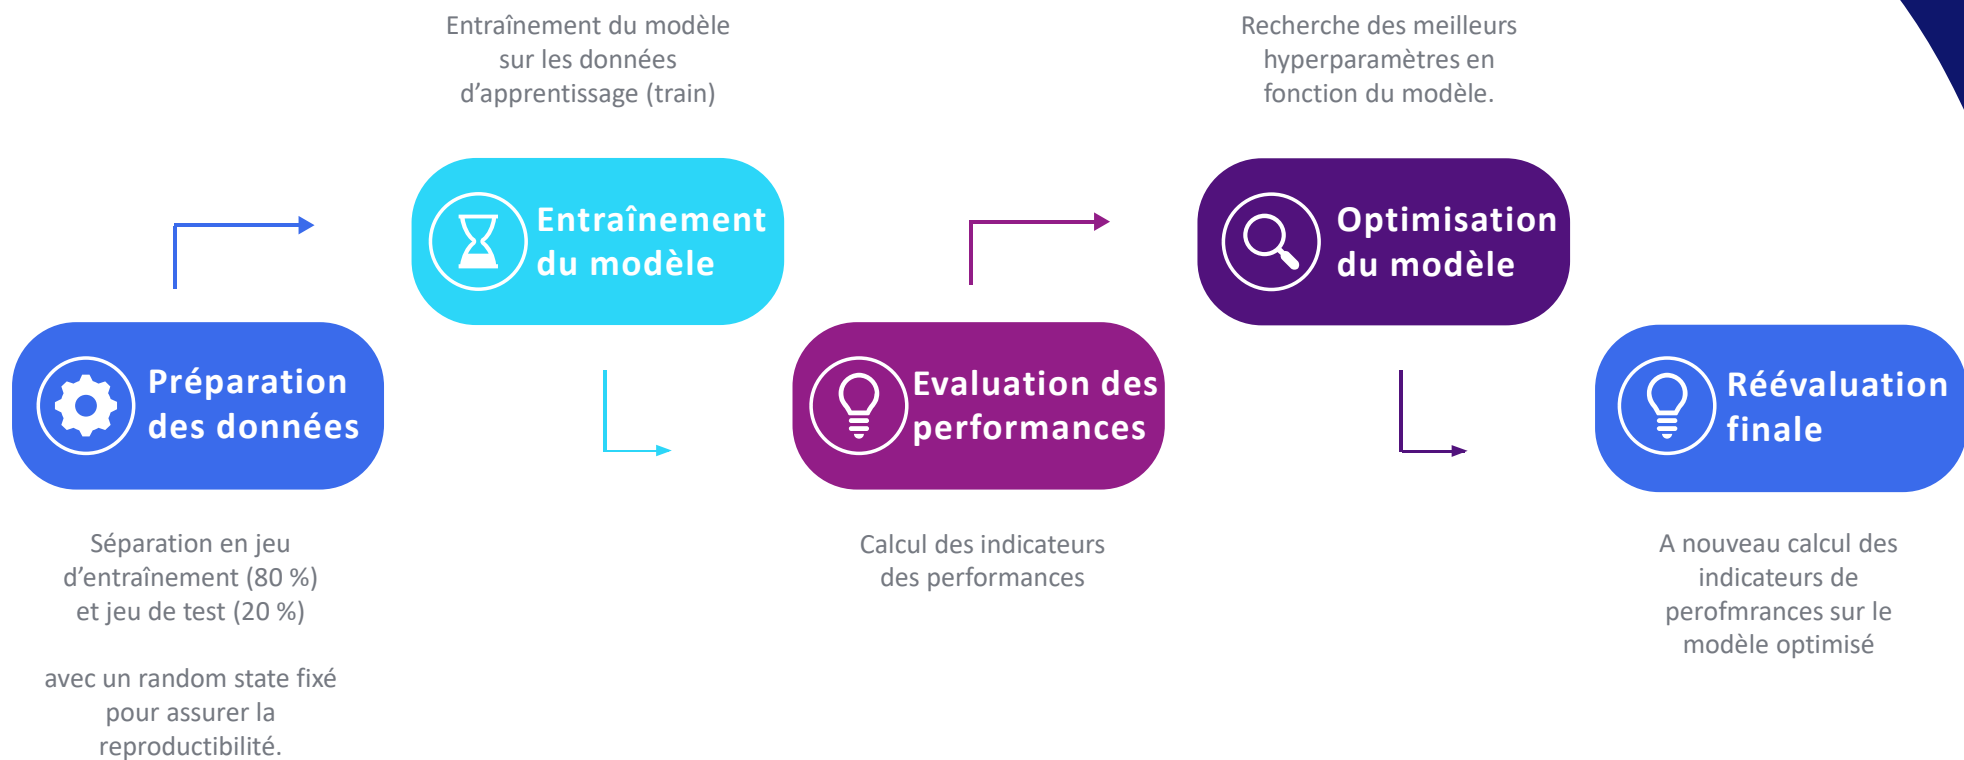 Entraînement du modèle
sur les données
d’apprentissage (train)
Recherche des meilleurs
hyperparamètres en
fonction du modèle.
Entraînement
du modèle
Optimisation
du modèle
Préparation
des données
Evaluation des
performances
Réévaluation
finale
Séparation en jeu
d’entraînement (80 %)
et jeu de test (20 %)
avec un random state fixé
pour assurer la
reproductibilité.
Calcul des indicateurs
des performances
A nouveau calcul des
indicateurs de
perofmrances sur le
modèle optimisé